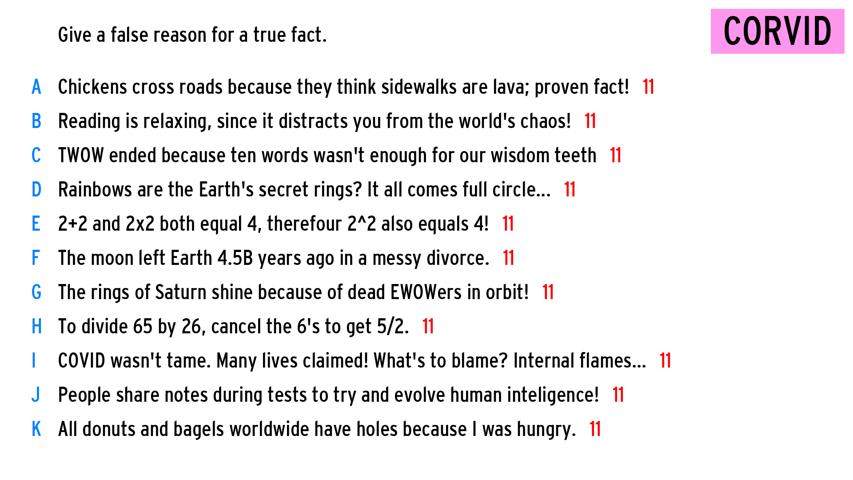 Give a false reason for a true fact.
CORVID
A Chickens cross roads because they think sidewalks are lava; proven fact! 11
B Reading is relaxing, since it distracts you from the world's chaos! 11
C TWOW ended because ten words wasn't enough for our wisdom teeth 11
D Rainbows are the Earth's secret rings? It all comes full circle... 11
E 2+2 and 2x2 both equal 4, therefour 2^2 also equals 4! 11
F The moon left Earth 4.5B years ago in a messy divorce. 11
G The rings of Saturn shine because of dead EWOWers in orbit! 11
H To divide 65 by 26, cancel the 6's to get 5/2. 11
I COVID wasn't tame. Many lives claimed! What's to blame? Internal flames... 11
J People share notes during tests to try and evolve human inteligence! 11
K All donuts and bagels worldwide have holes because I was hungry. 11